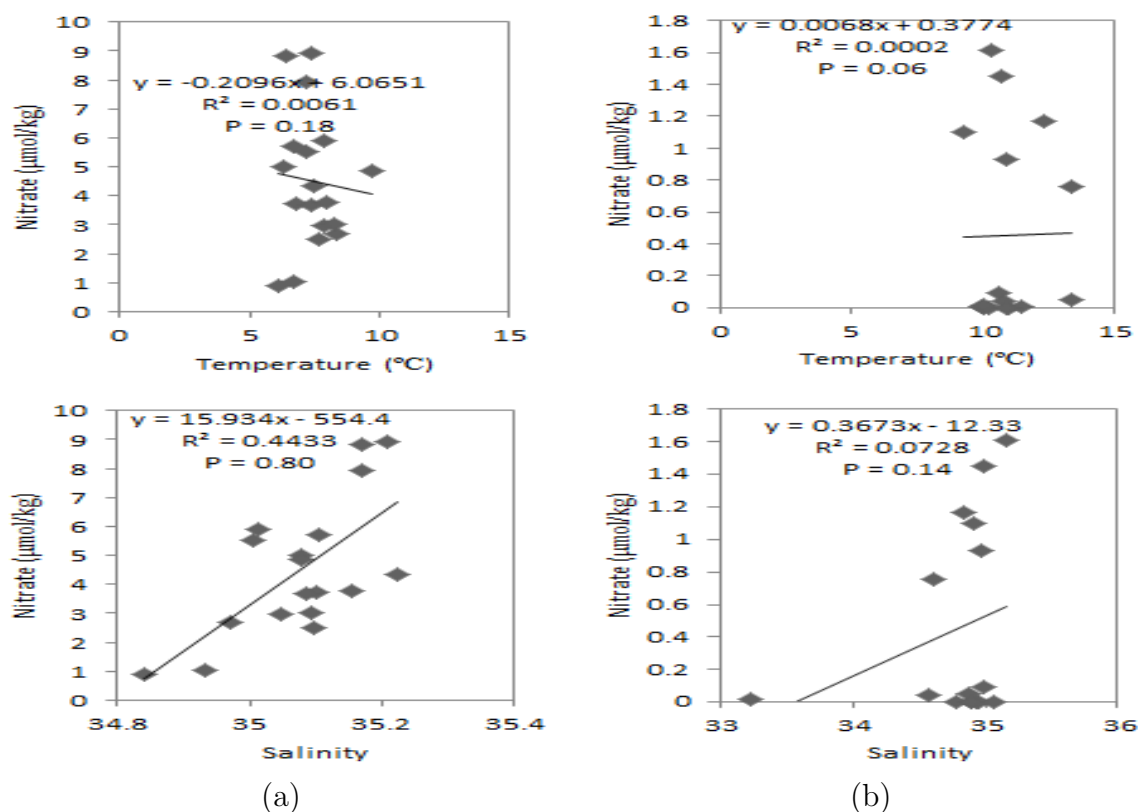 10
9
8
7
6
5
4
3
2
1
0
Nitrate (µmol/kg)
y = -0.2096x + 6.0651
R² = 0.0061
P = 0.18
0 5 10 15
Temperature (°C)
1.8
1.6
1.4
1.2
1
0.8
0.6
0.4
0.2
0
Nitrate (µmol/kg)
y = 0.0068x + 0.3774
R² = 0.0002
P = 0.06
0 5 10 15
Temperature (°C)
10
9
8
7
6
5
4
3
2
1
0
Nitrate (µmol/kg)
y = 15.934x - 554.4
R² = 0.4433
P = 0.80
34.8 35 35.2 35.4
Salinity
1.8
1.6
1.4
1.2
1
0.8
0.6
0.4
0.2
0
Nitrate (µmol/kg)
y = 0.3673x - 12.33
R² = 0.0728
P = 0.14
33 34 35 36
Salinity
(a) (b)